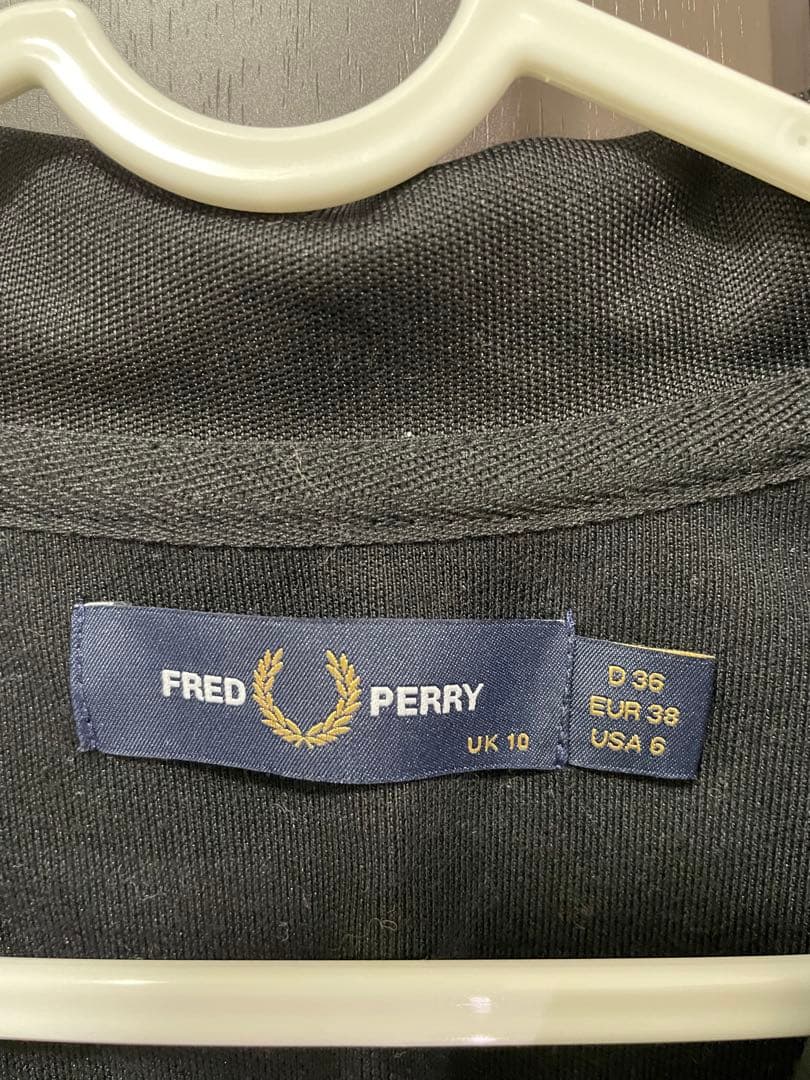 FRED PERRY
UK 10
D 36
EUR 38
USA 6